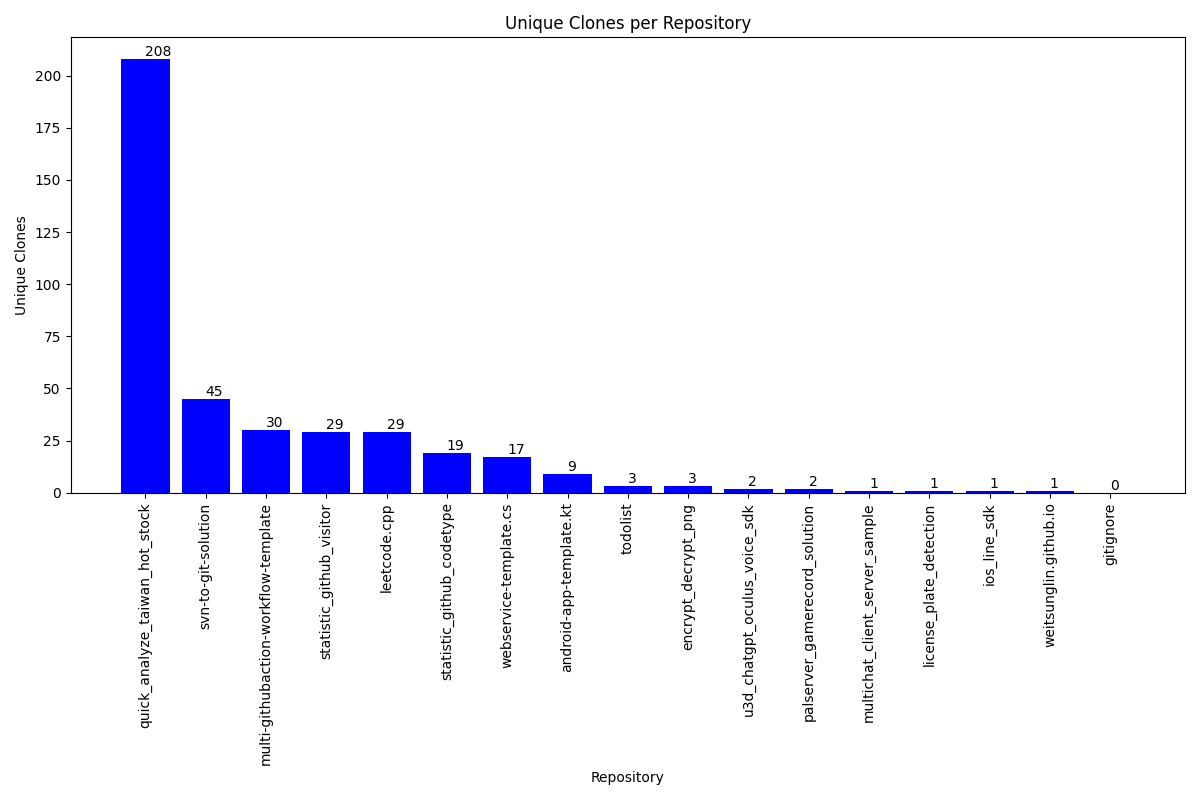 Unique Clones per Repository
Unique Clones
200
175
150
125
100
75
50
25
0
208
45
30
29
29
19
17
9
3
3
2
2
1
1
1
1
0
quick_analyze_taiwan_hot_stock
svn-to-git-solution
multi-githubaction-workflow-template
statistic_github_visitor
leetcode.cpp
statistic_github_codetype
webservice-template.cs
android-app-template.kt
todolist
encrypt_decrypt_png
u3d_chatgpt_oculus_voice_sdk
palserver_gamerecord_solution
multichat_client_server_sample
license_plate_detection
ios_line_sdk
weitsunglin.github.io
gitignore
Repository